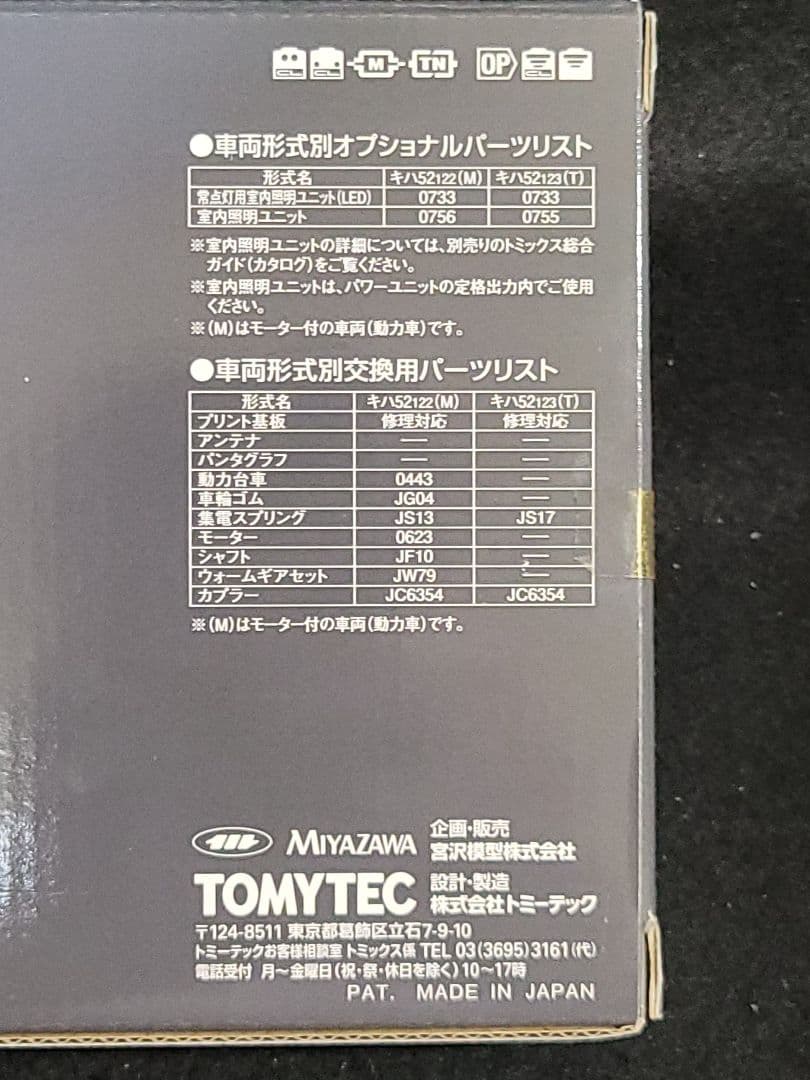 CL CL M TN OP CL
●車両形式別オプショナルパーツリスト
形式名 キハ52122(M) キハ52123(T)
常点灯用室内照明ユニット(LED) 0733 0733
室内照明ユニット 0756 0755
※室内照明ユニットの詳細については、別売りのトミックス総合
ガイド(カタログ)をご覧ください。
※室内照明ユニットは、パワーユニットの定格出力内でご使用
ください。
※(M)はモーター付の車両(動力車)です。
●車両形式別交換用パーツリスト
形式名 キハ52122(M) キハ52123(T)
プリント基板 修理対応 修理対応
アンテナ — —
パンタグラフ — —
動力台車 0443 —
車輪ゴム JG04 —
集電スプリング JS13 JS17
モーター 0623 —
シャフト JF10 —
ウォームギアセット JW79 —
カプラー JC6354 JC6354
※(M)はモーター付の車両(動力車)です。
MIYAZAWA 企画・販売
宮沢模型株式会社
TOMYTEC 設計・製造
株式会社トミーテック
〒124-8511 東京都葛飾区立石7-9-10
トミーテックお客様相談室 トミックス係 TEL 03(3695)3161(代)
電話受付 月〜金曜日(祝・祭・休日を除く)10〜17時
PAT. MADE IN JAPAN